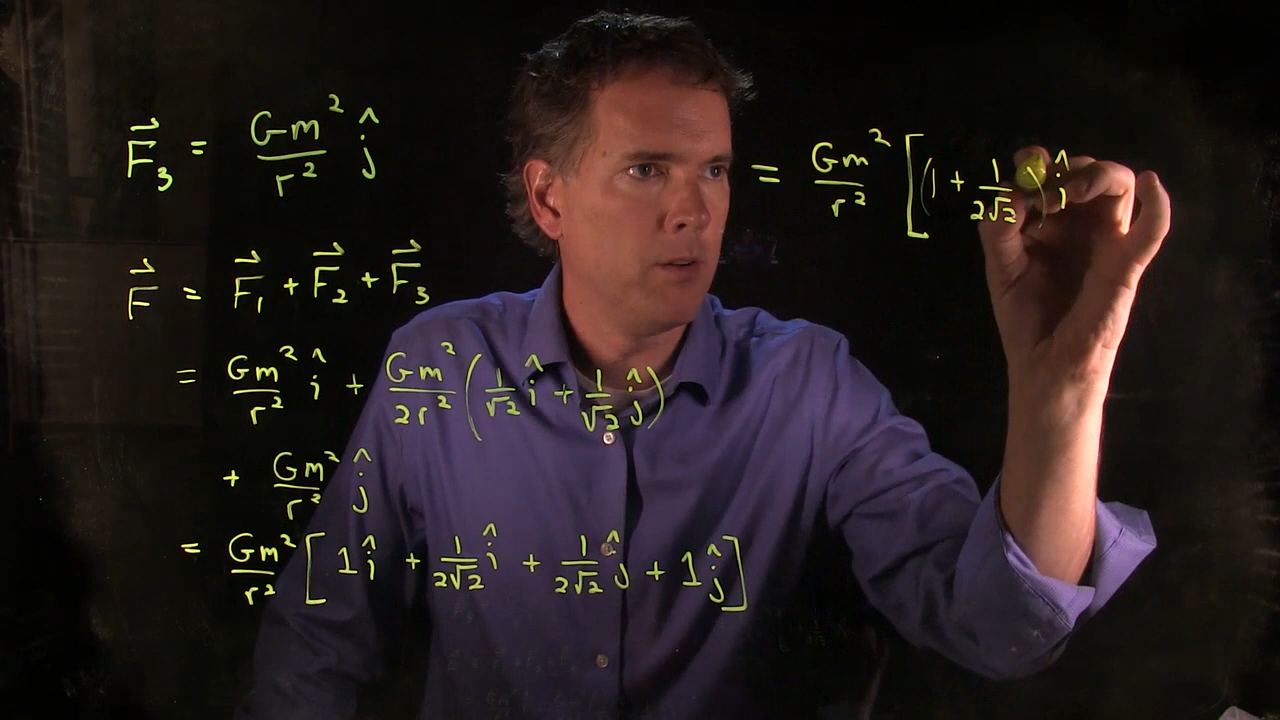 F⃗₃ = Gm²/r² ĵ
F⃗ = F⃗₁ + F⃗₂ + F⃗₃
= Gm²/r² î + Gm²/2r² (1/√2 î + 1/√2 ĵ)
+ Gm²/r² ĵ
= Gm²/r² [1î + 1/2√2 î + 1/2√2 ĵ + 1ĵ]
= Gm²/r² [(1 + 1/2√2) î